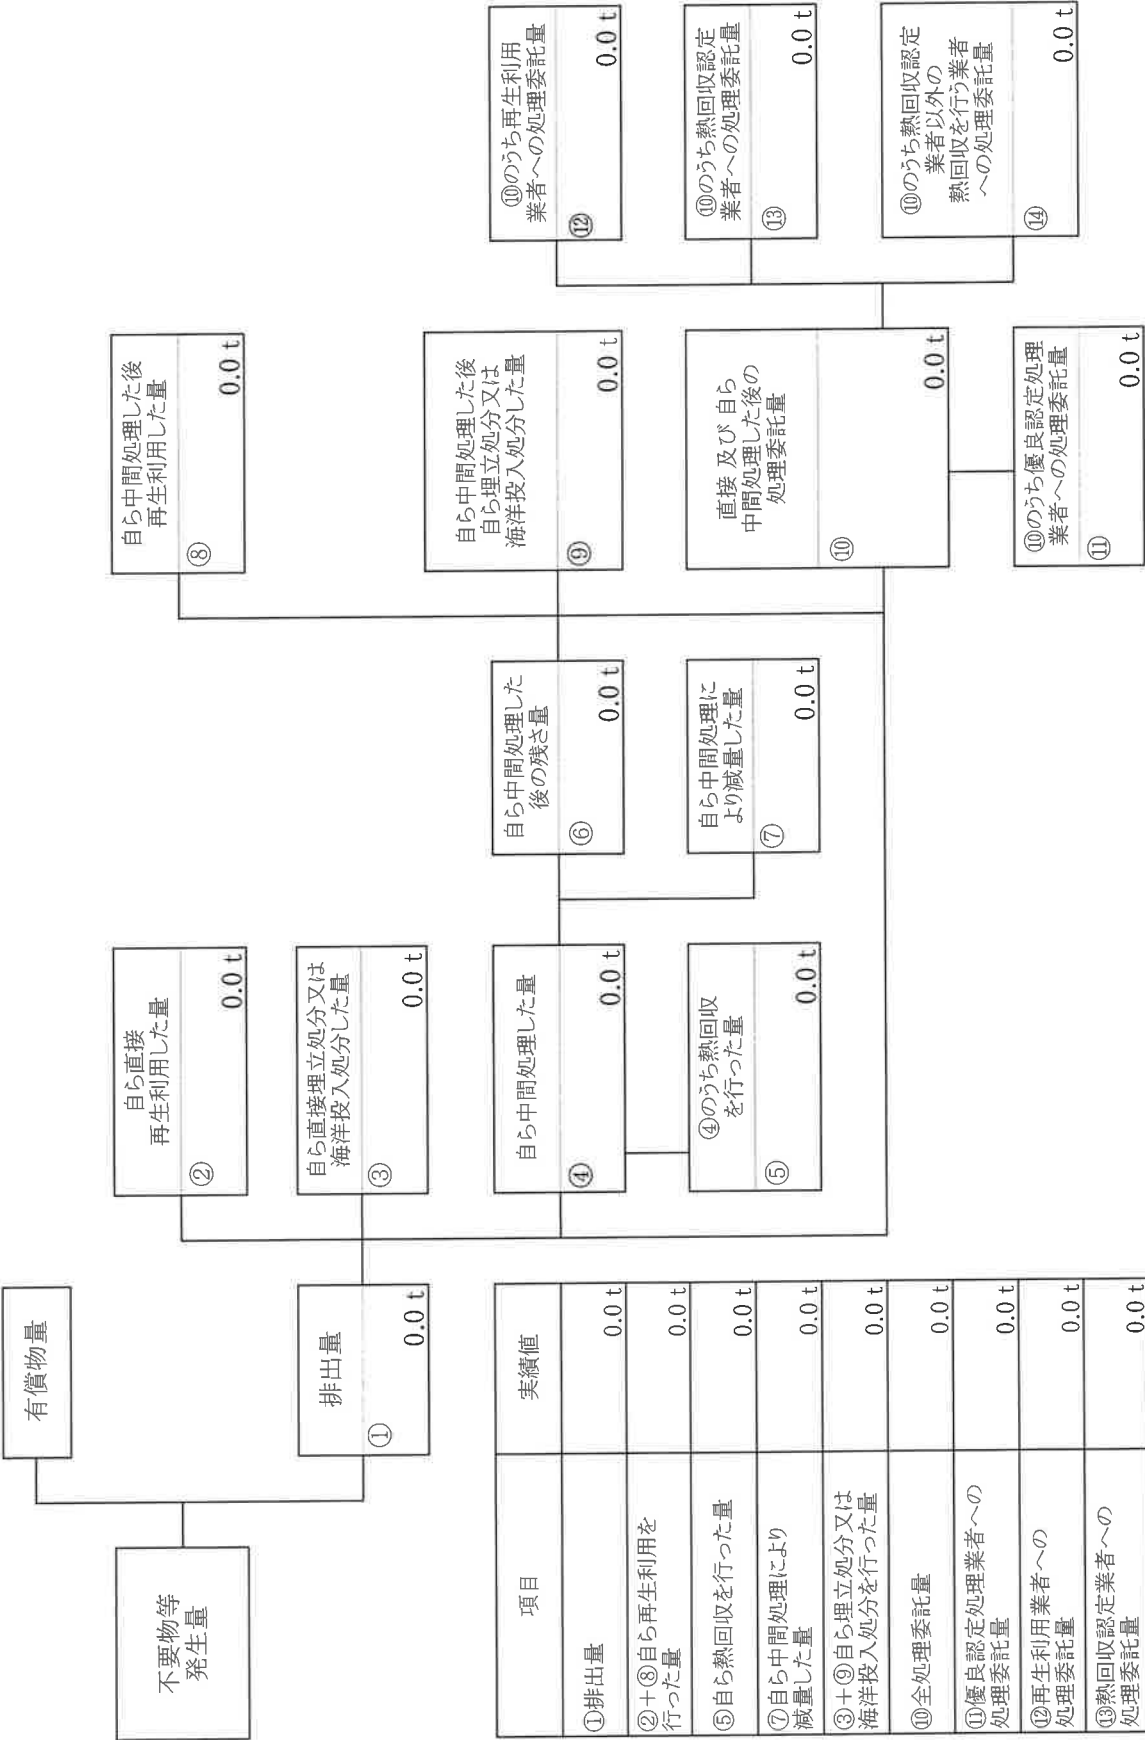 不要物等
発生量
有償物量
排出量
①
0.0 t
自ら直接
再生利用した量
②
0.0 t
自ら直接埋立処分又は
海洋投入処分した量
③
0.0 t
自ら中間処理した量
④
0.0 t
④のうち熱回収
を行った量
⑤
0.0 t
自ら中間処理した
後の残さ量
⑥
0.0 t
自ら中間処理に
より減量した量
⑦
0.0 t
自ら中間処理した後
再生利用した量
⑧
0.0 t
自ら中間処理した後
自ら埋立処分又は
海洋投入処分した量
⑨
0.0 t
直接 及び 自ら
中間処理した後の
処理委託量
⑩
0.0 t
⑩のうち優良認定処理
業者への処理委託量
⑪
0.0 t
⑩のうち再生利用
業者への処理委託量
⑫
0.0 t
⑩のうち熱回収認定
業者への処理委託量
⑬
0.0 t
⑩のうち熱回収認定
業者以外の
熱回収を行う業者
への処理委託量
⑭
0.0 t
項目
実績値
①排出量
0.0 t
②+⑧自ら再生利用を
行った量
0.0 t
⑤自ら熱回収を行った量
0.0 t
⑦自ら中間処理により
減量した量
0.0 t
③+⑨自ら埋立処分又は
海洋投入処分を行った量
0.0 t
⑩全処理委託量
0.0 t
⑪優良認定処理業者への
処理委託量
0.0 t
⑫再生利用業者への
処理委託量
0.0 t
⑬熱回収認定業者への
処理委託量
0.0 t